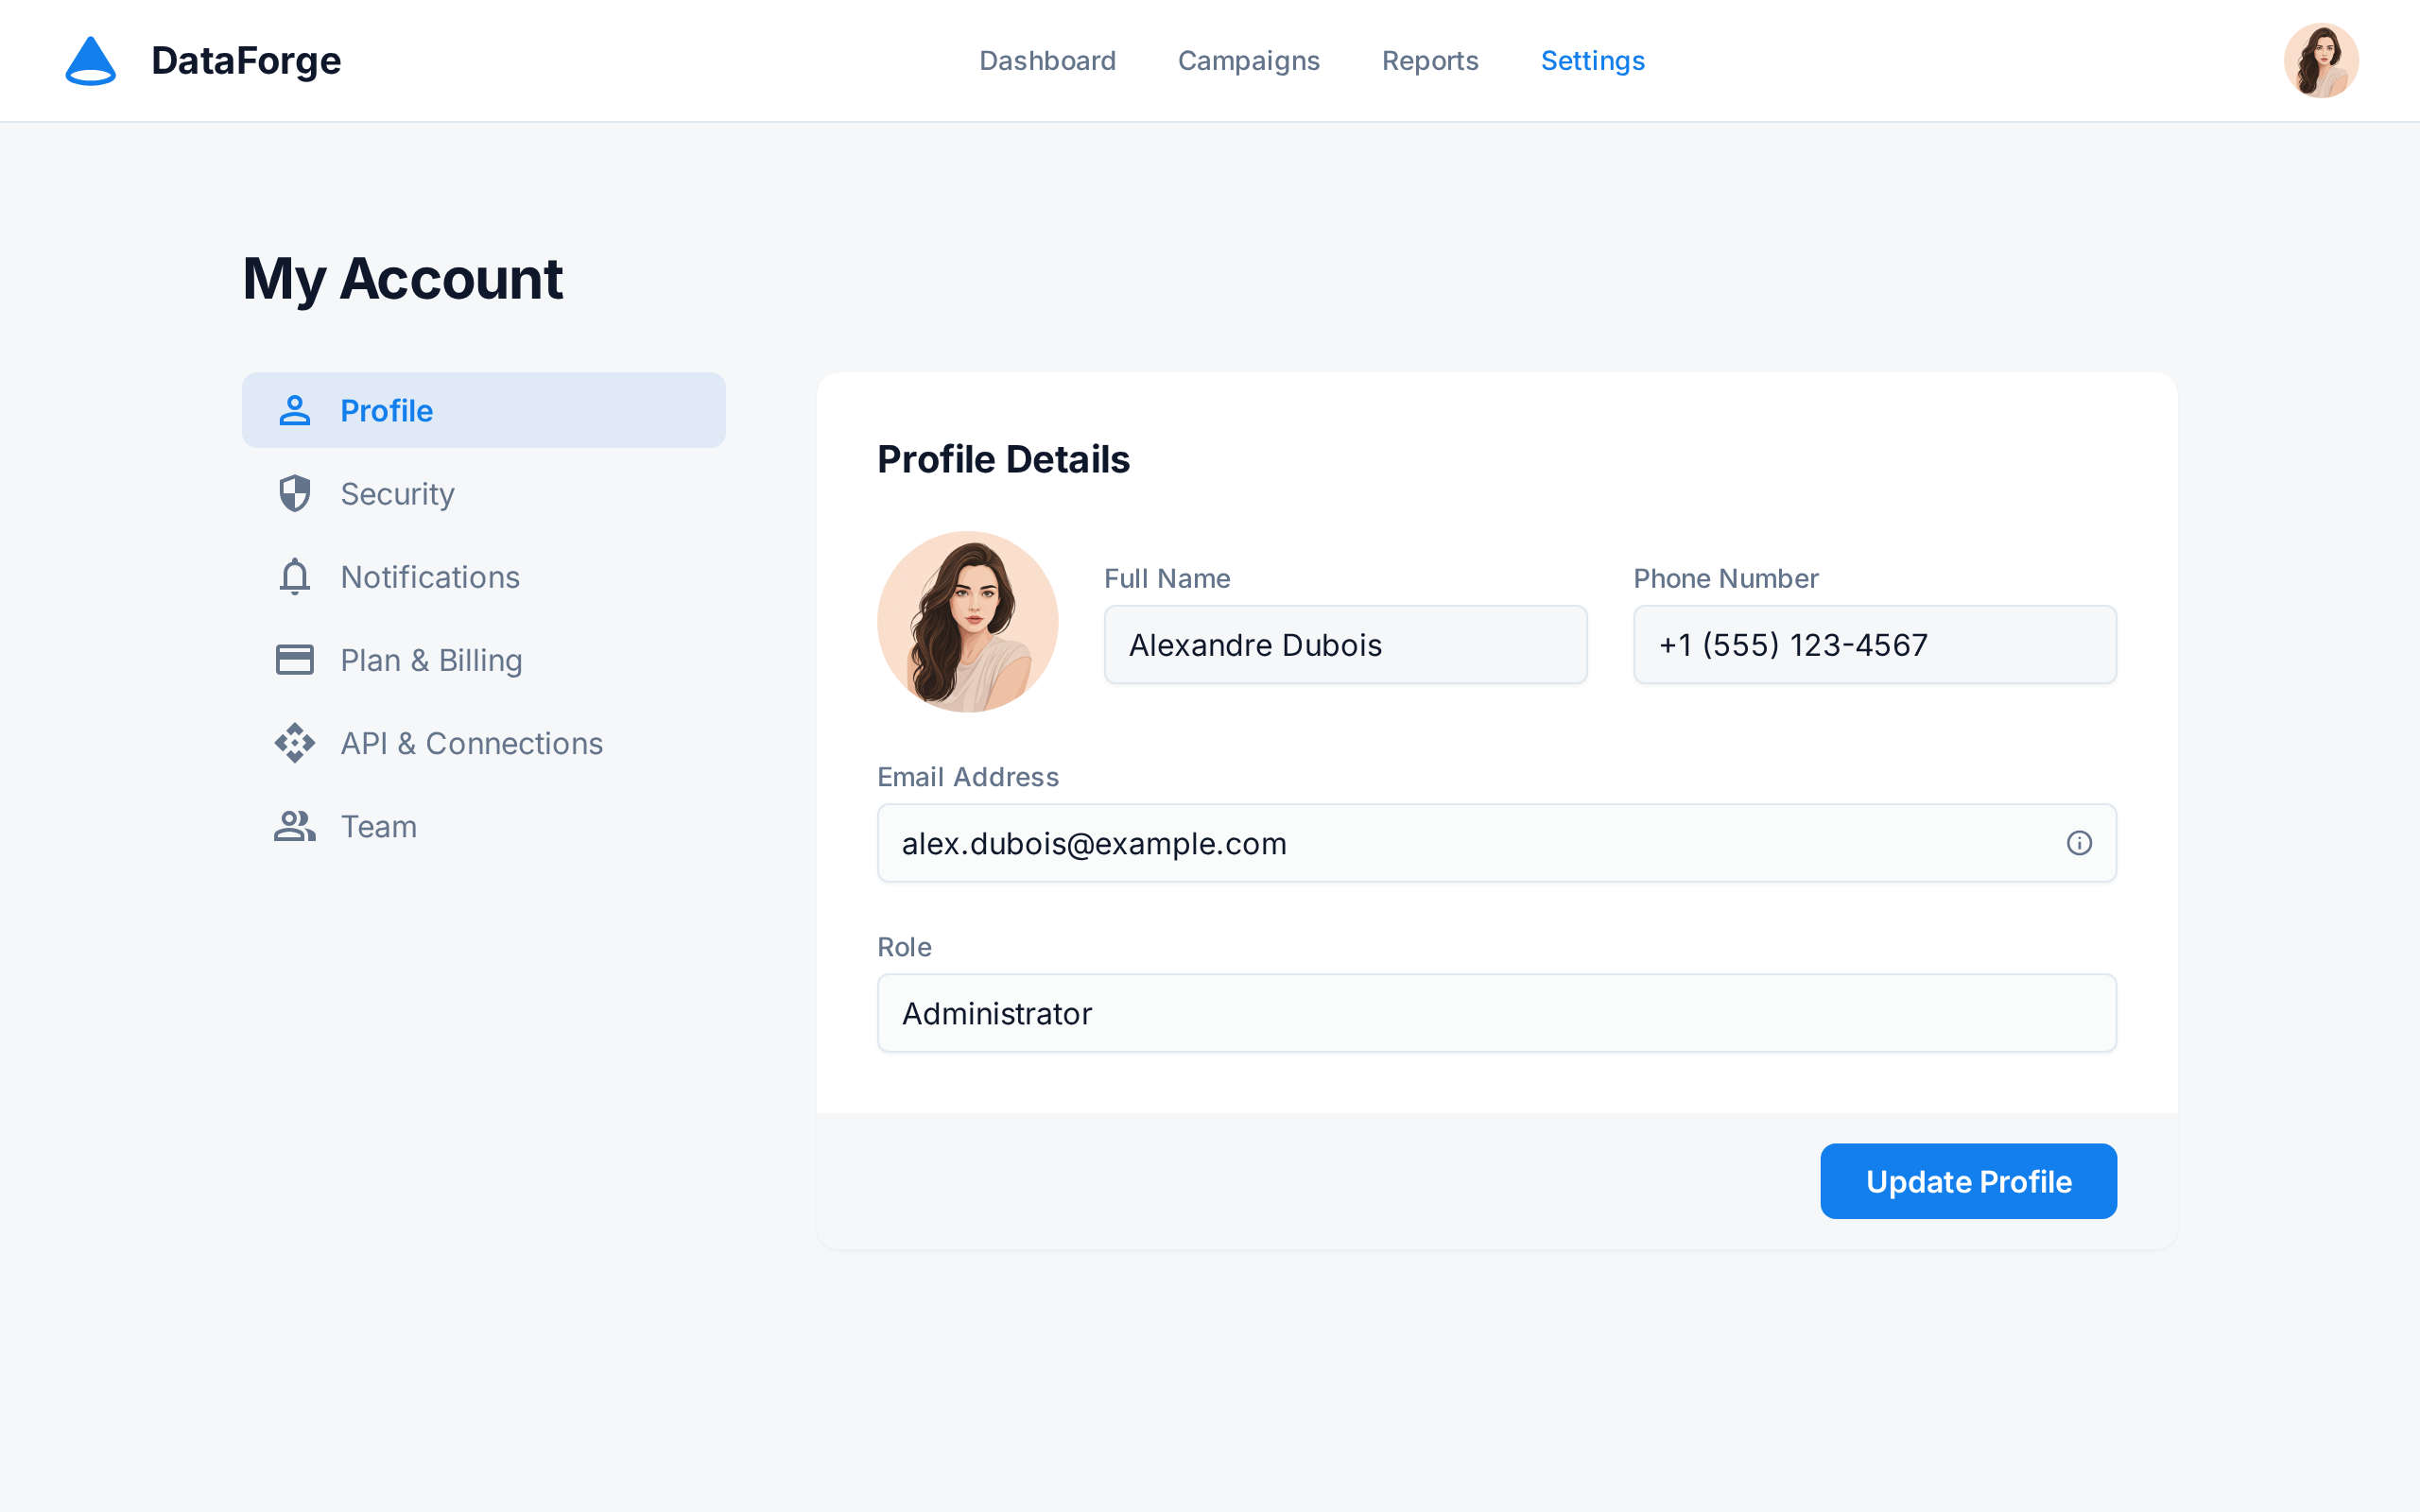 DataForge
Dashboard
Campaigns
Reports
Settings
My Account
Profile
Security
Notifications
Plan & Billing
API & Connections
Team
Profile Details
Full Name
Alexandre Dubois
Phone Number
+1 (555) 123-4567
Email Address
alex.dubois@example.com
Role
Administrator
Update Profile